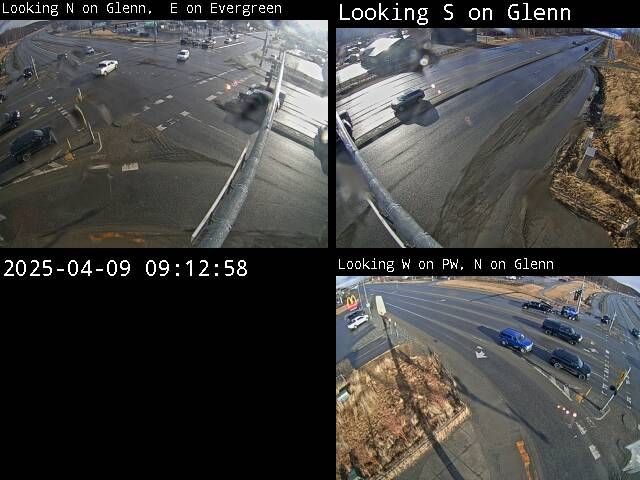 Looking N on Glenn,  E on Evergreen
Looking S on Glenn
2025-04-09 09:12:58
Looking W on PW, N on Glenn